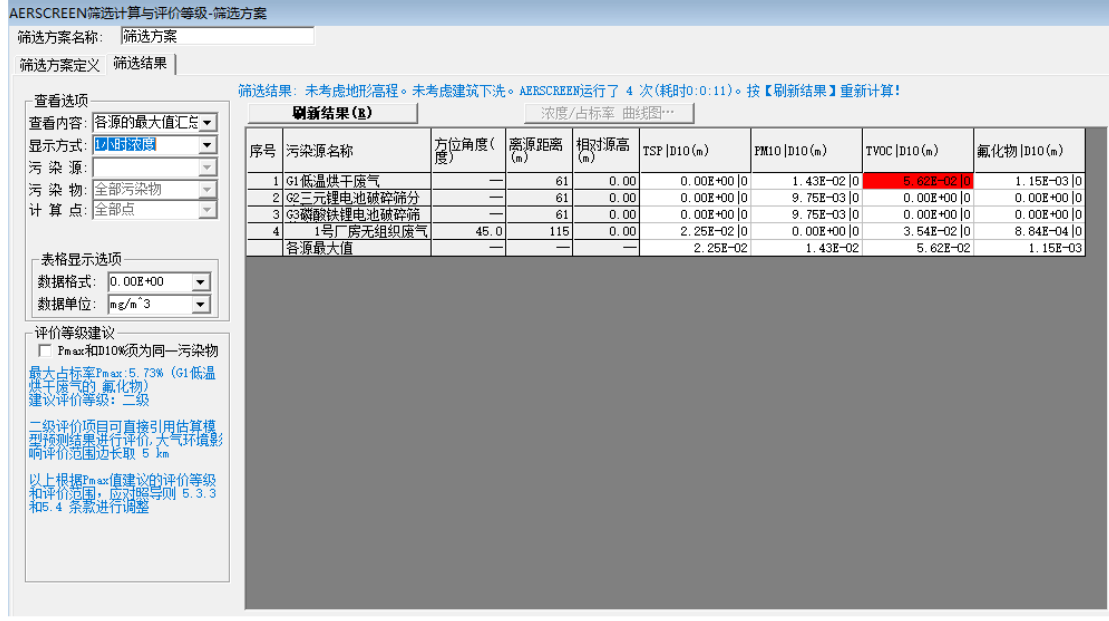 AERSCREEN筛选计算与评价等级-筛选方案
筛选方案名称: 筛选方案
筛选方案定义 筛选结果
筛选结果: 未考虑地形高程。未考虑建筑下洗。AERSCREEN运行了 4 次(耗时0:0:11)。按【刷新结果】重新计算!
刷新结果(R) 浓度/占标率 曲线图…
查看选项
查看内容: 各源的最大值汇总
显示方式: 1小时浓度
污 染 源:
污 染 物: 全部污染物
计 算 点: 全部点
表格显示选项
数据格式: 0.00E+00
数据单位: mg/m^3
评价等级建议
Pmax和D10%须为同一污染物
最大占标率Pmax:5.73% (G1低温
烘干废气的 氟化物)
建议评价等级: 二级
二级评价项目可直接引用估算模
型预测结果进行评价,大气环境影
响评价范围边长取 5 km
以上根据Pmax值建议的评价等级
和评价范围,应对照导则 5.3.3
和5.4 条款进行调整
序号 污染源名称 方位角度(度) 离源距离(m) 相对源高(m) TSP|D10(m) PM10|D10(m) TVOC|D10(m) 氟化物|D10(m)
1 G1低温烘干废气 — 61 0.00 0.00E+00|0 1.43E-02|0 5.62E-02|0 1.15E-03|0
2 G2三元锂电池破碎筛分 — 61 0.00 0.00E+00|0 9.75E-03|0 0.00E+00|0 0.00E+00|0
3 G3磷酸铁锂电池破碎筛 — 61 0.00 0.00E+00|0 9.75E-03|0 0.00E+00|0 0.00E+00|0
4 1号厂房无组织废气 45.0 115 0.00 2.25E-02|0 0.00E+00|0 3.54E-02|0 8.84E-04|0
各源最大值 — — — 2.25E-02 1.43E-02 5.62E-02 1.15E-03